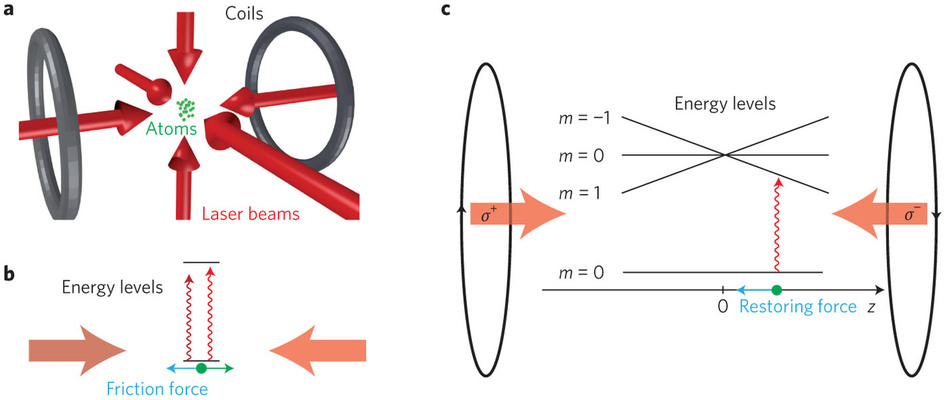 a
Coils
Atoms
Laser beams
b
Energy levels
Friction force
c
Energy levels
m = −1
m = 0
m = 1
σ⁺
σ⁻
m = 0
0
Restoring force
z